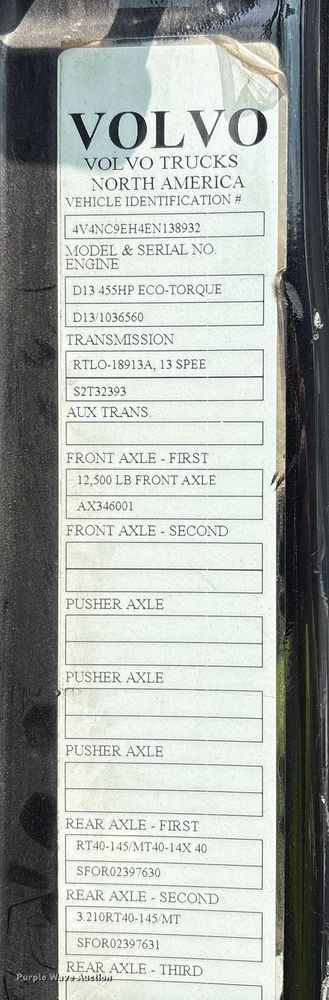 VOLVO
VOLVO TRUCKS
NORTH AMERICA
VEHICLE IDENTIFICATION #
4V4NC9EH4EN138932
MODEL & SERIAL NO.
ENGINE
D13 455HP ECO-TORQUE
D13/1036560
TRANSMISSION
RTLO-18913A, 13 SPEE
S2T32393
AUX TRANS.
FRONT AXLE - FIRST
12,500 LB FRONT AXLE
AX346001
FRONT AXLE - SECOND
PUSHER AXLE
PUSHER AXLE
PUSHER AXLE
REAR AXLE - FIRST
RT40-145/MT40-14X 40
SFOR02397630
REAR AXLE - SECOND
3.210RT40-145/MT
SFOR02397631
REAR AXLE - THIRD
Purple Wave Auction